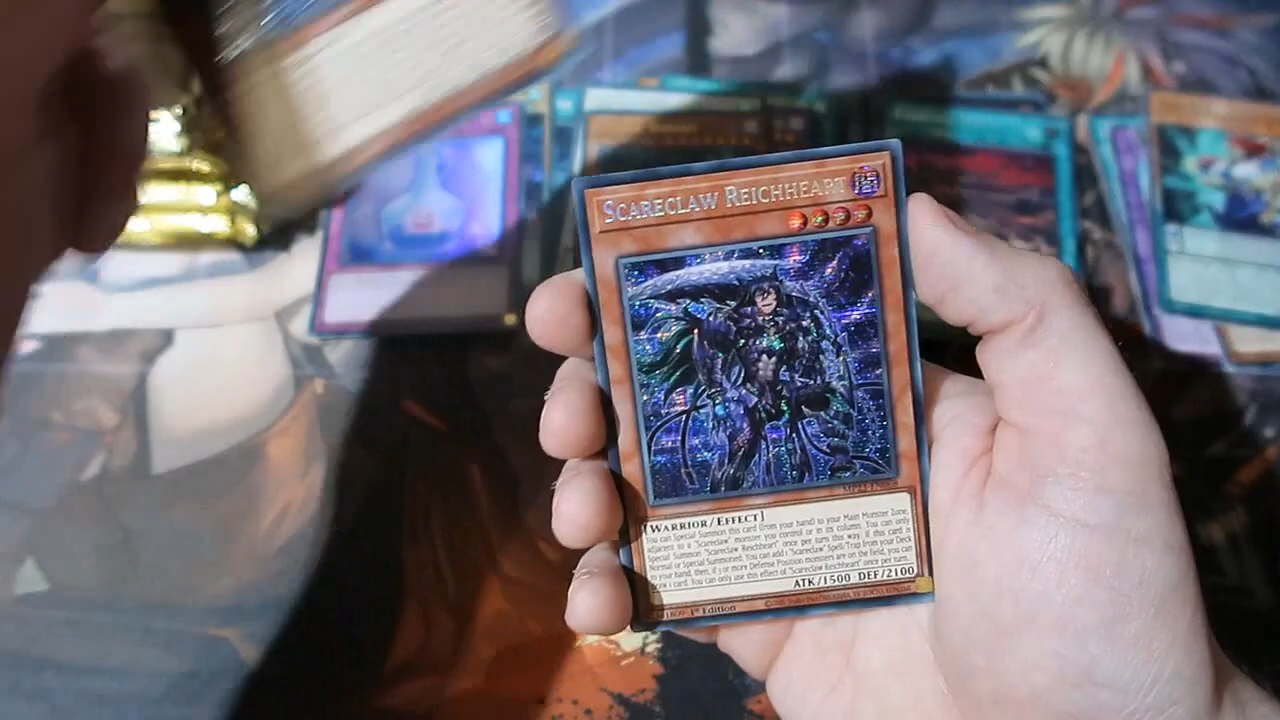 SCARECLAW REICHHEART
[WARRIOR/EFFECT]
You can Special Summon this card (from your hand) to your Main Monster Zone,
adjacent to a "Scareclaw" monster you control or in its column. You can only
Special Summon "Scareclaw Reichheart" once per turn this way. If this card is
Normal or Special Summoned: You can add 1 "Scareclaw" Spell/Trap from your Deck
to your hand, then, if 3 or more Defense Position monsters are on the field, you can
draw 1 card. You can only use this effect of "Scareclaw Reichheart" once per turn.
ATK/1500 DEF/2100
1st Edition